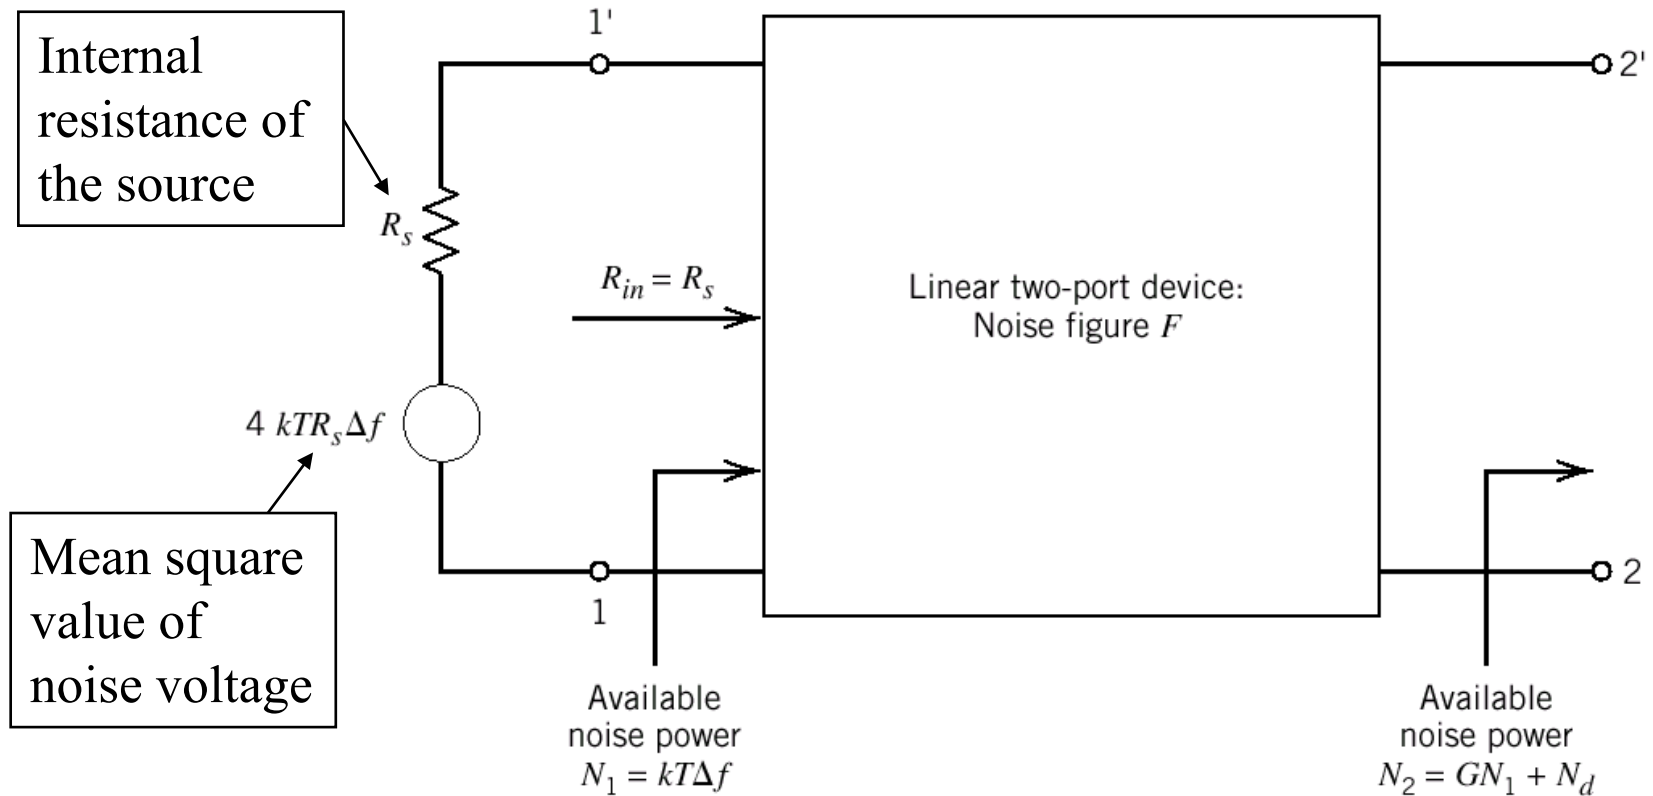 Internal
resistance of
the source
1'
2'
R_s
R_in = R_s
Linear two-port device:
Noise figure F
4 kTR_sΔf
Mean square
value of
noise voltage
1
2
Available
noise power
N_1 = kTΔf
Available
noise power
N_2 = GN_1 + N_d